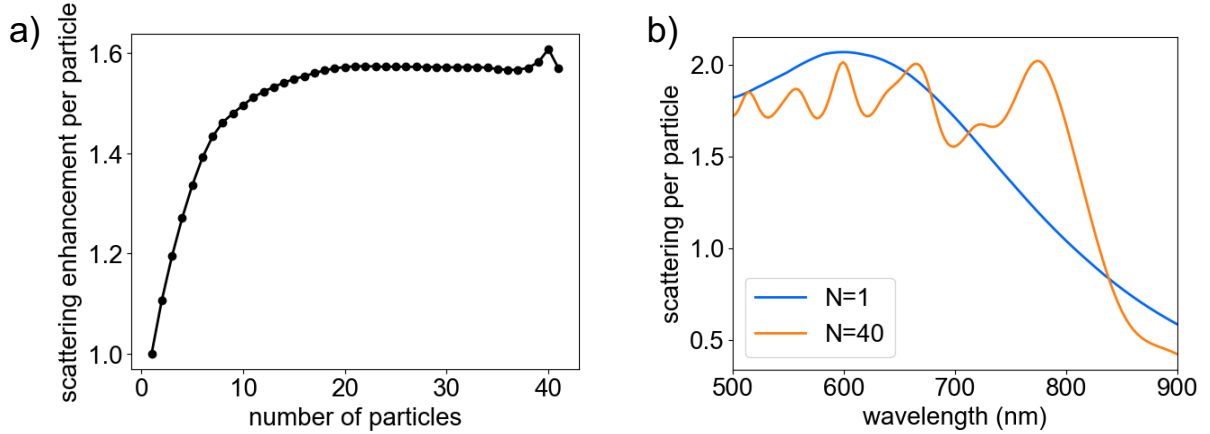 a)
scattering enhancement per particle
1.6
1.4
1.2
1.0
0
10
20
30
40
number of particles
b)
scattering per particle
2.0
1.5
1.0
0.5
N=1
N=40
500
600
700
800
900
wavelength (nm)